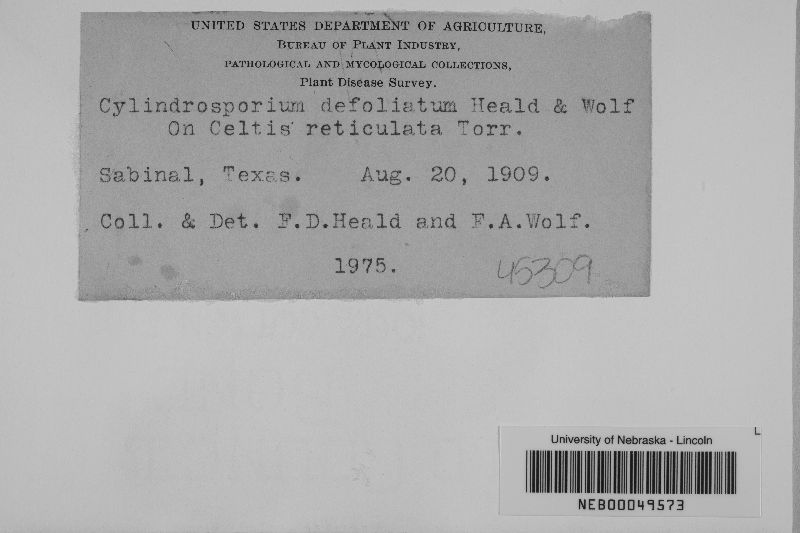 UNITED STATES DEPARTMENT OF AGRICULTURE,
BUREAU OF PLANT INDUSTRY,
PATHOLOGICAL AND MYCOLOGICAL COLLECTIONS,
Plant Disease Survey.
Cylindrosporium defoliatum Heald & Wolf
On Celtis reticulata Torr.
Sabinal, Texas. Aug. 20, 1909.
Coll. & Det. F.D.Heald and F.A.Wolf.
1975. 45309
L
University of Nebraska - Lincoln
NEB00049573